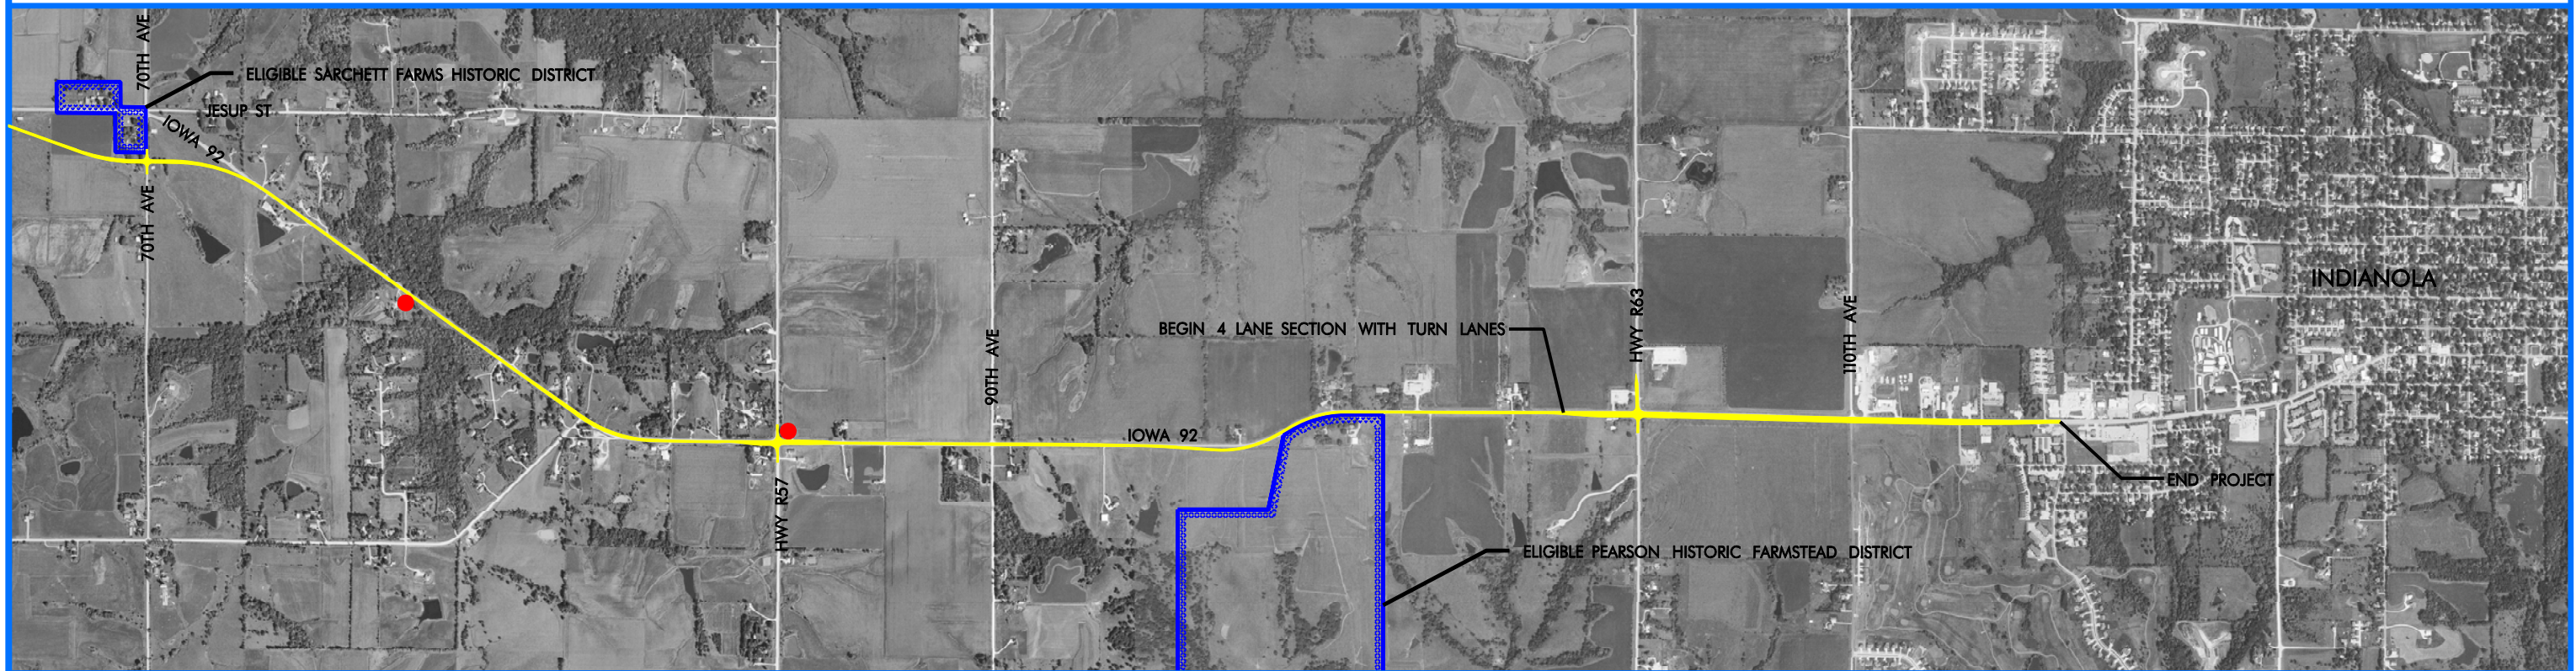 70TH AVE
ELIGIBLE SARCHETT FARMS HISTORIC DISTRICT
JESUP ST
IOWA 92
70TH AVE
INDIANOLA
BEGIN 4 LANE SECTION WITH TURN LANES
HWY R63
110TH AVE
90TH AVE
IOWA 92
HWY R57
END PROJECT
ELIGIBLE PEARSON HISTORIC FARMSTEAD DISTRICT